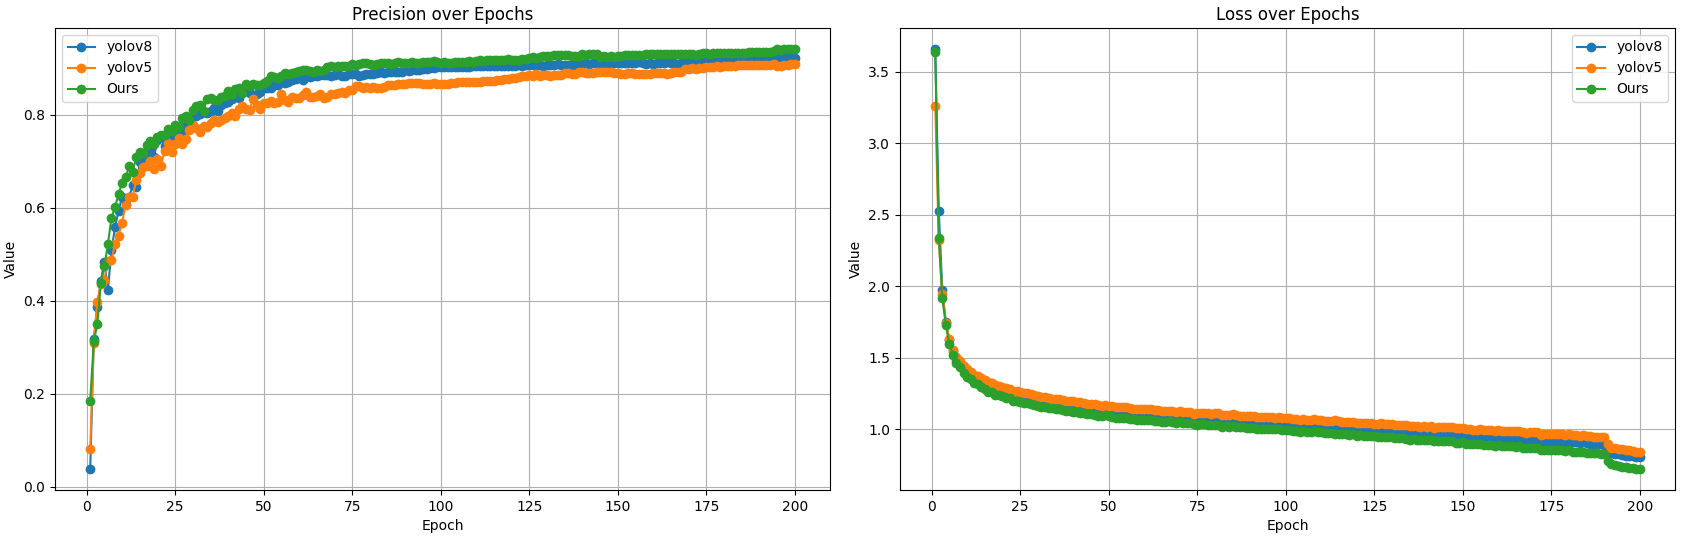 Precision over Epochs
yolov8
yolov5
Ours
Value
0.8
0.6
0.4
0.2
0.0
0 25 50 75 100 125 150 175 200
Epoch
Loss over Epochs
yolov8
yolov5
Ours
Value
3.5
3.0
2.5
2.0
1.5
1.0
0 25 50 75 100 125 150 175 200
Epoch